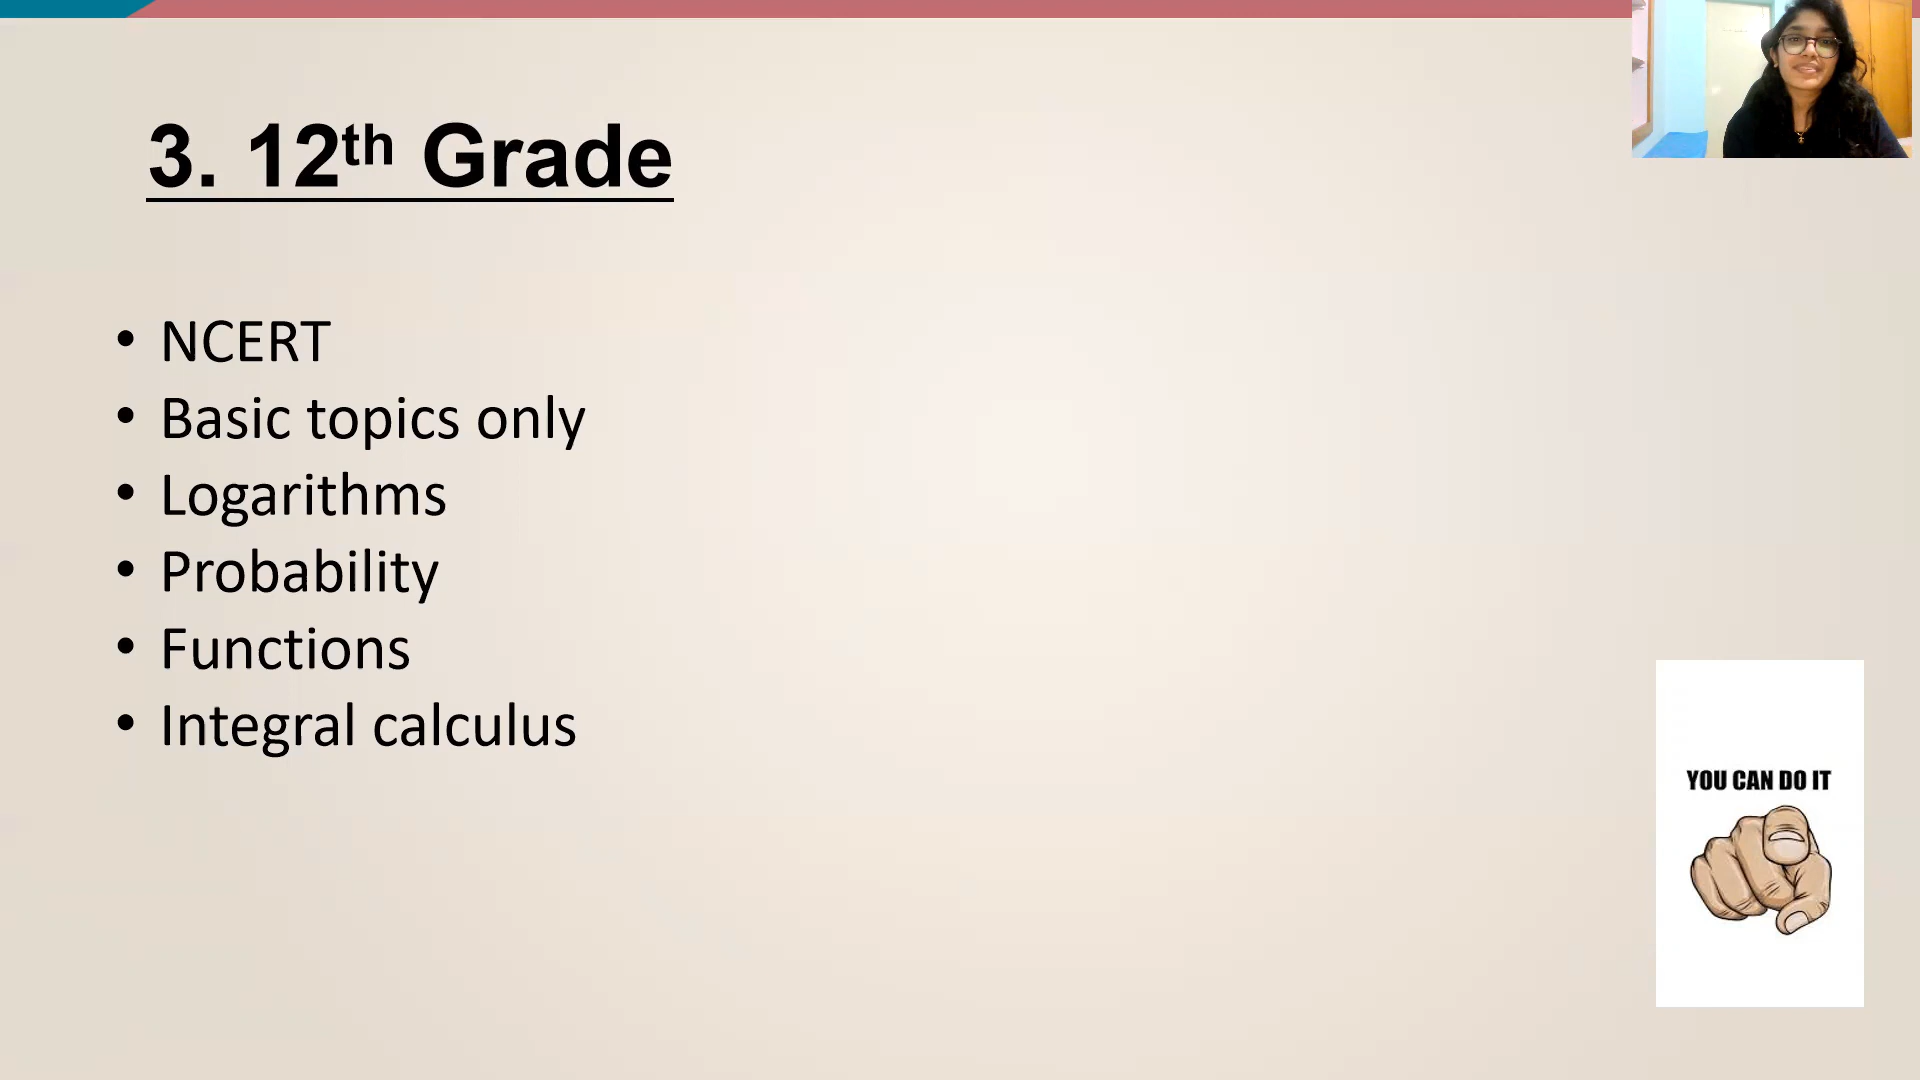 3. 12th Grade
• NCERT
• Basic topics only
• Logarithms
• Probability
• Functions
• Integral calculus
YOU CAN DO IT